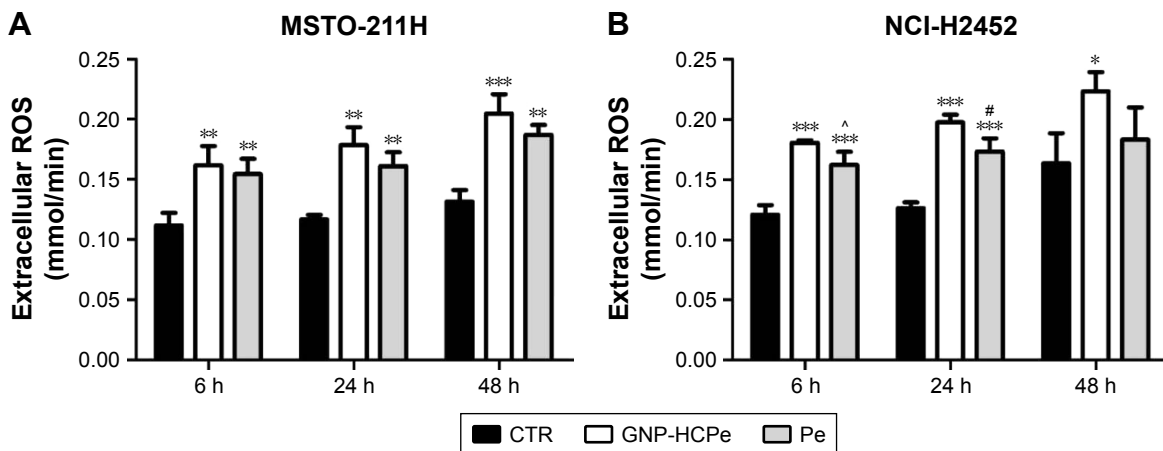 A
MSTO-211H
Extracellular ROS
(mmol/min)
0.25
0.20
0.15
0.10
0.05
0.00
**
**
**
**
***
**
6 h
24 h
48 h
B
NCI-H2452
Extracellular ROS
(mmol/min)
0.25
0.20
0.15
0.10
0.05
0.00
***
^
***
***
#
***
*
6 h
24 h
48 h
CTR GNP-HCPe Pe